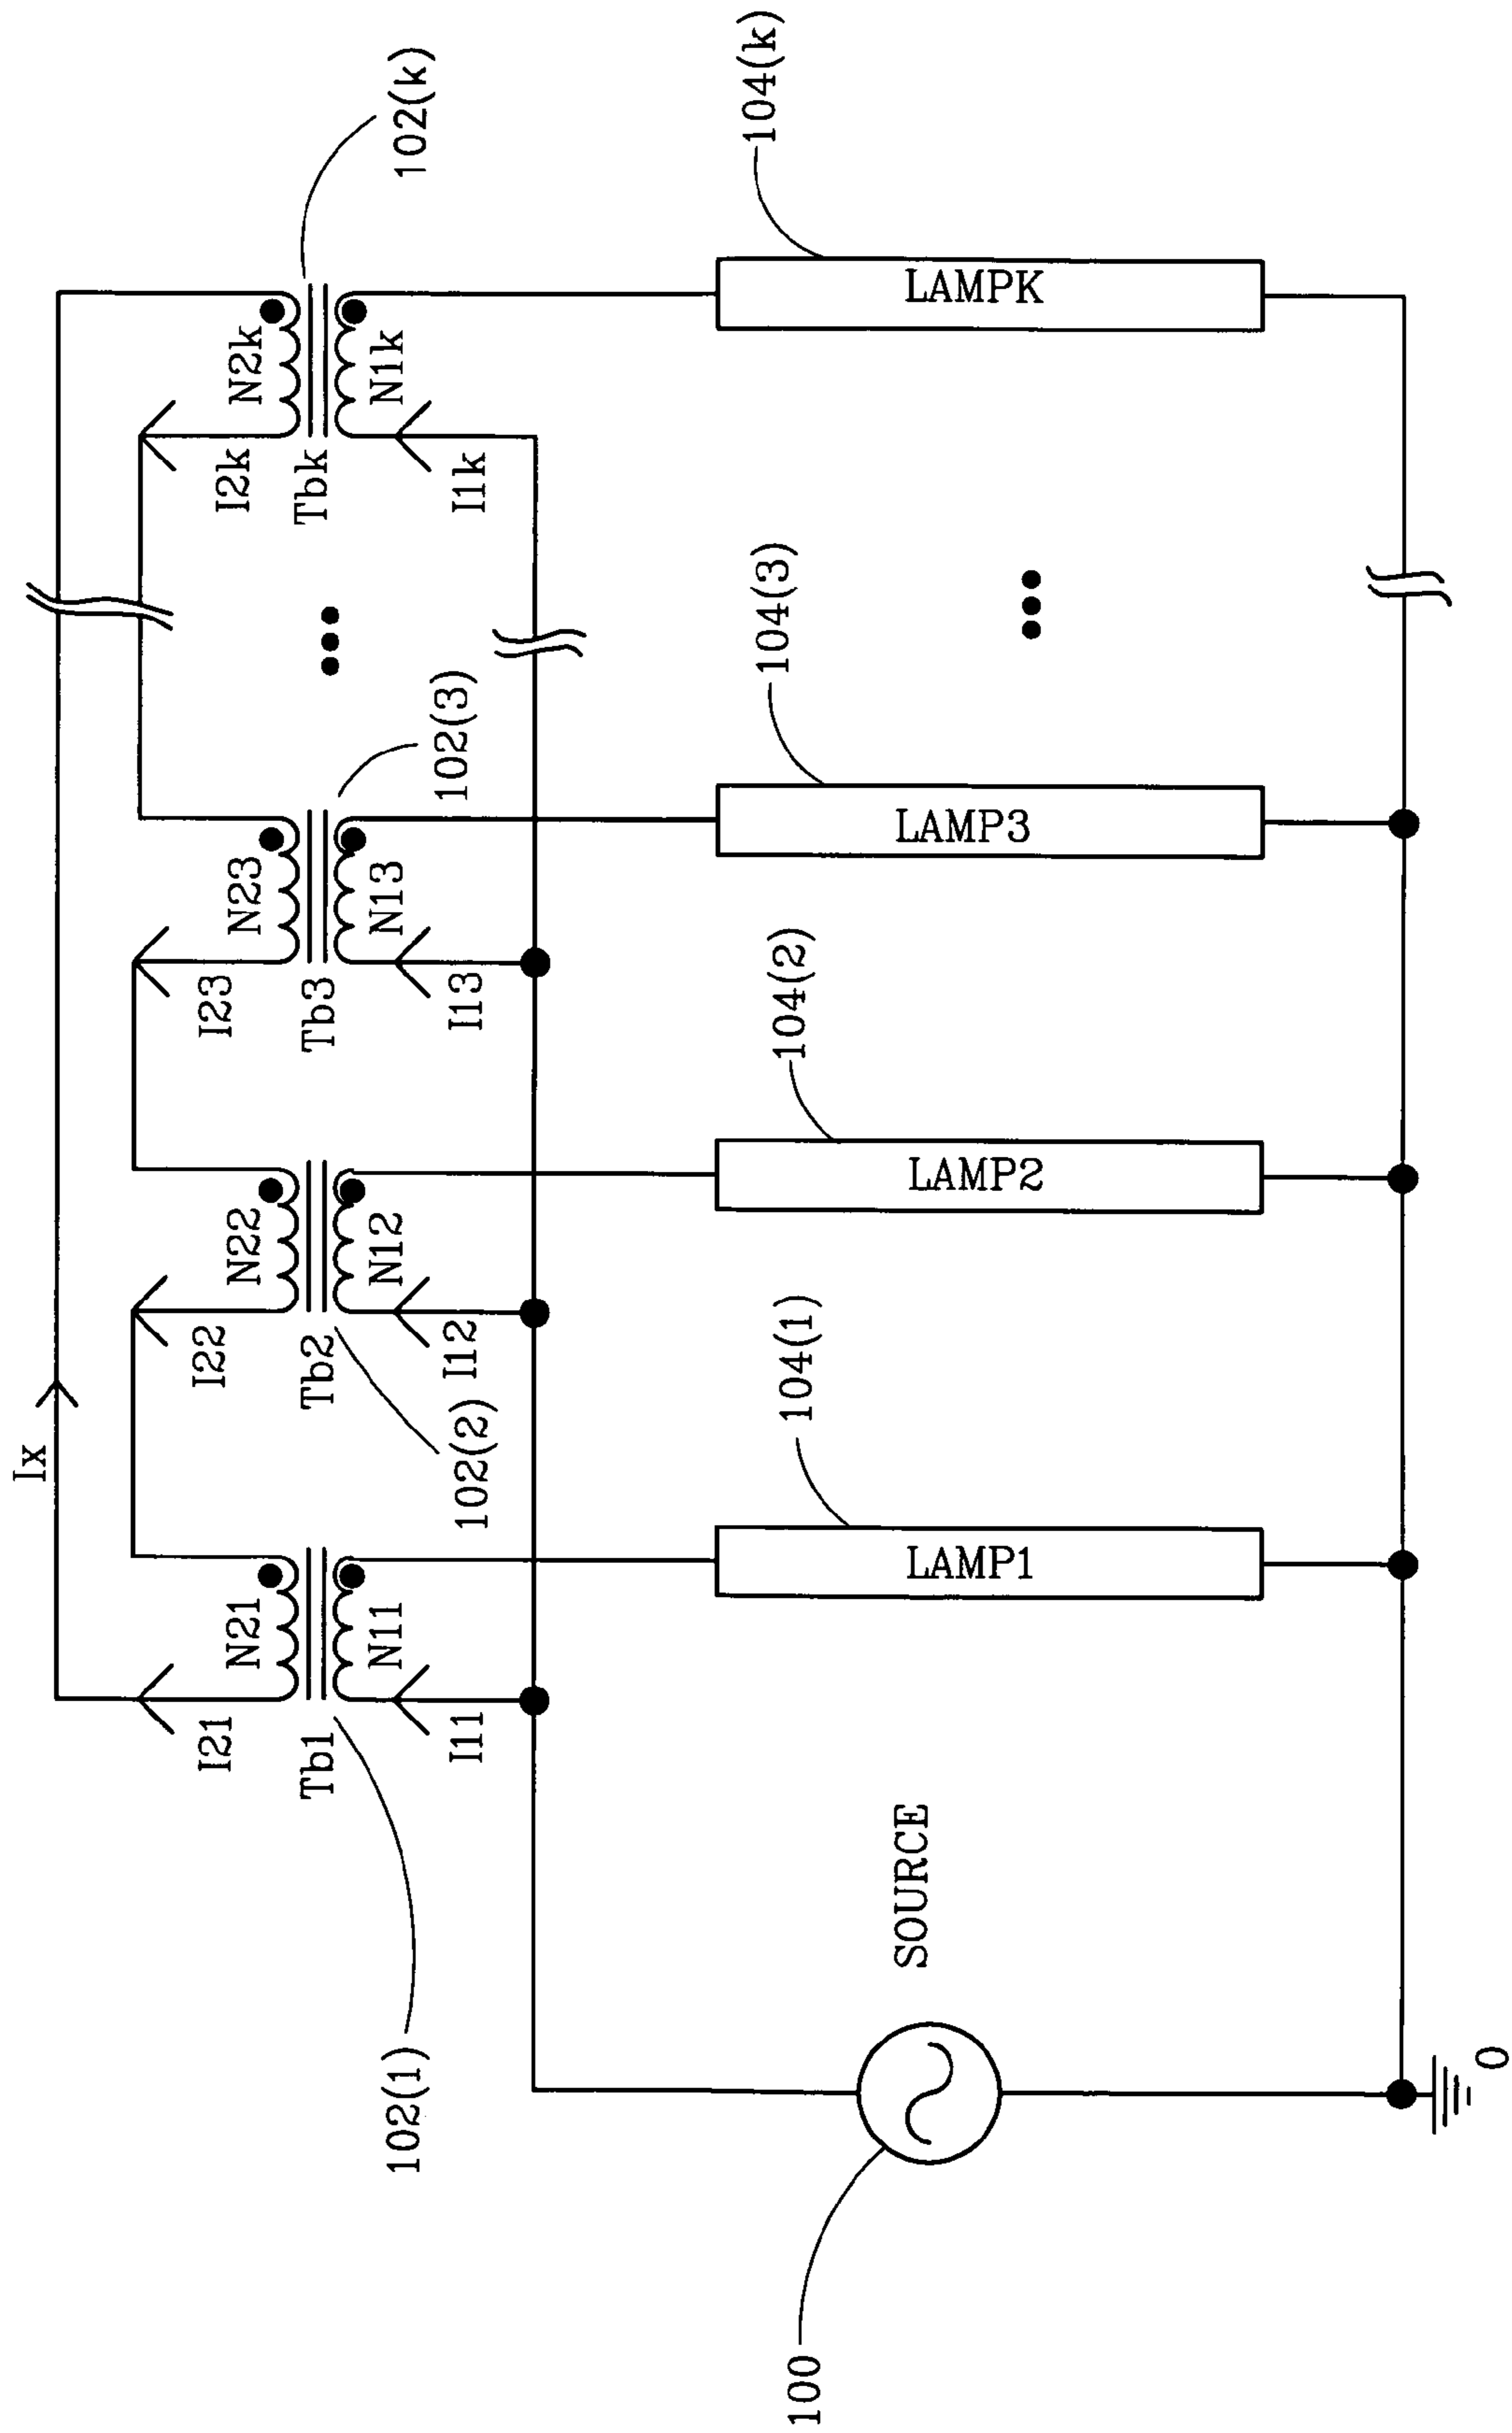 Ix
I21
N21
I22
N22
I23
N23
I2k
N2k
102(k)
Tb1
Tb2
Tb3
Tbk
102(1)
I11
N11
102(2)
I12
N12
102(3)
I13
N13
I1k
N1k
100
SOURCE
104(1)
104(2)
104(3)
104(k)
LAMP1
LAMP2
LAMP3
LAMPK
0